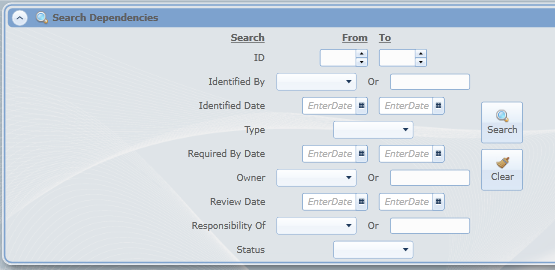 Search Dependencies
Search From To
ID
Identified By Or
Identified Date EnterDate EnterDate
Type
Search
Required By Date EnterDate EnterDate
Owner Or
Clear
Review Date EnterDate EnterDate
Responsibility Of Or
Status